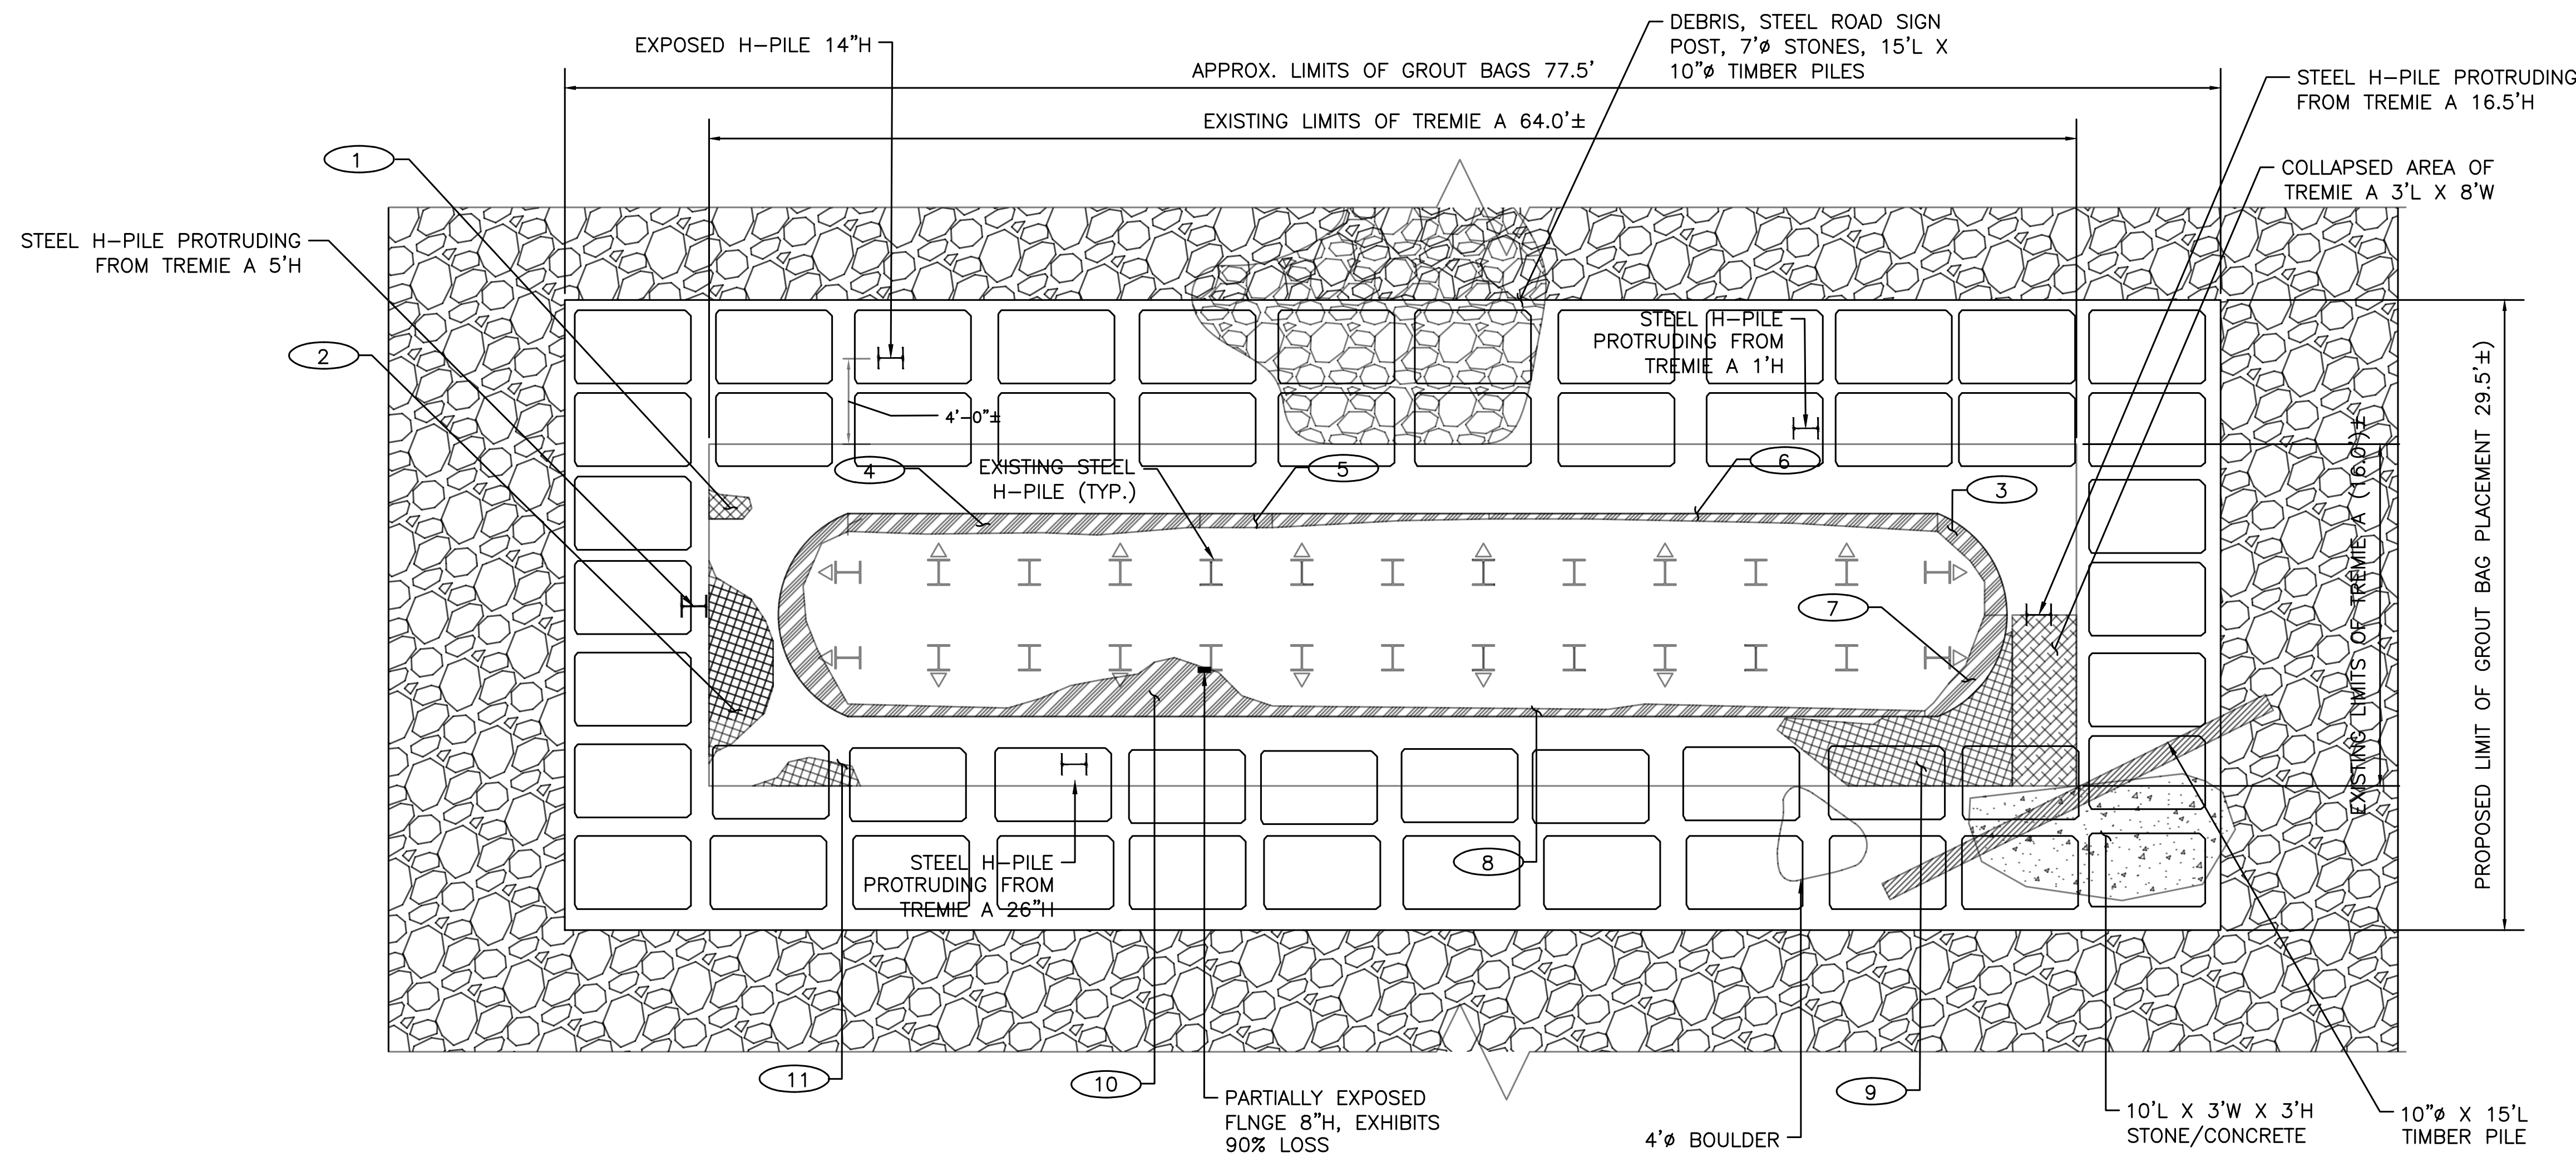 DEBRIS, STEEL ROAD SIGN
POST, 7'ø STONES, 15'L X
10"ø TIMBER PILES
EXPOSED H-PILE 14"H
APPROX. LIMITS OF GROUT BAGS 77.5'
STEEL H-PILE PROTRUDING
FROM TREMIE A 16.5'H
EXISTING LIMITS OF TREMIE A 64.0'±
1
COLLAPSED AREA OF
TREMIE A 3'L X 8'W
STEEL H-PILE PROTRUDING
FROM TREMIE A 5'H
2
STEEL H-PILE
PROTRUDING FROM
TREMIE A 1'H
4'-0"±
4
EXISTING STEEL
H-PILE (TYP.)
5
6
3
7
EXISTING LIMITS OF TREMIE A (16.0')±
PROPOSED LIMIT OF GROUT BAG PLACEMENT 29.5'±)
STEEL H-PILE
PROTRUDING FROM
TREMIE A 26"H
8
11
10
9
PARTIALLY EXPOSED
FLNGE 8"H, EXHIBITS
90% LOSS
4'ø BOULDER
10'L X 3'W X 3'H
STONE/CONCRETE
10"ø X 15'L
TIMBER PILE